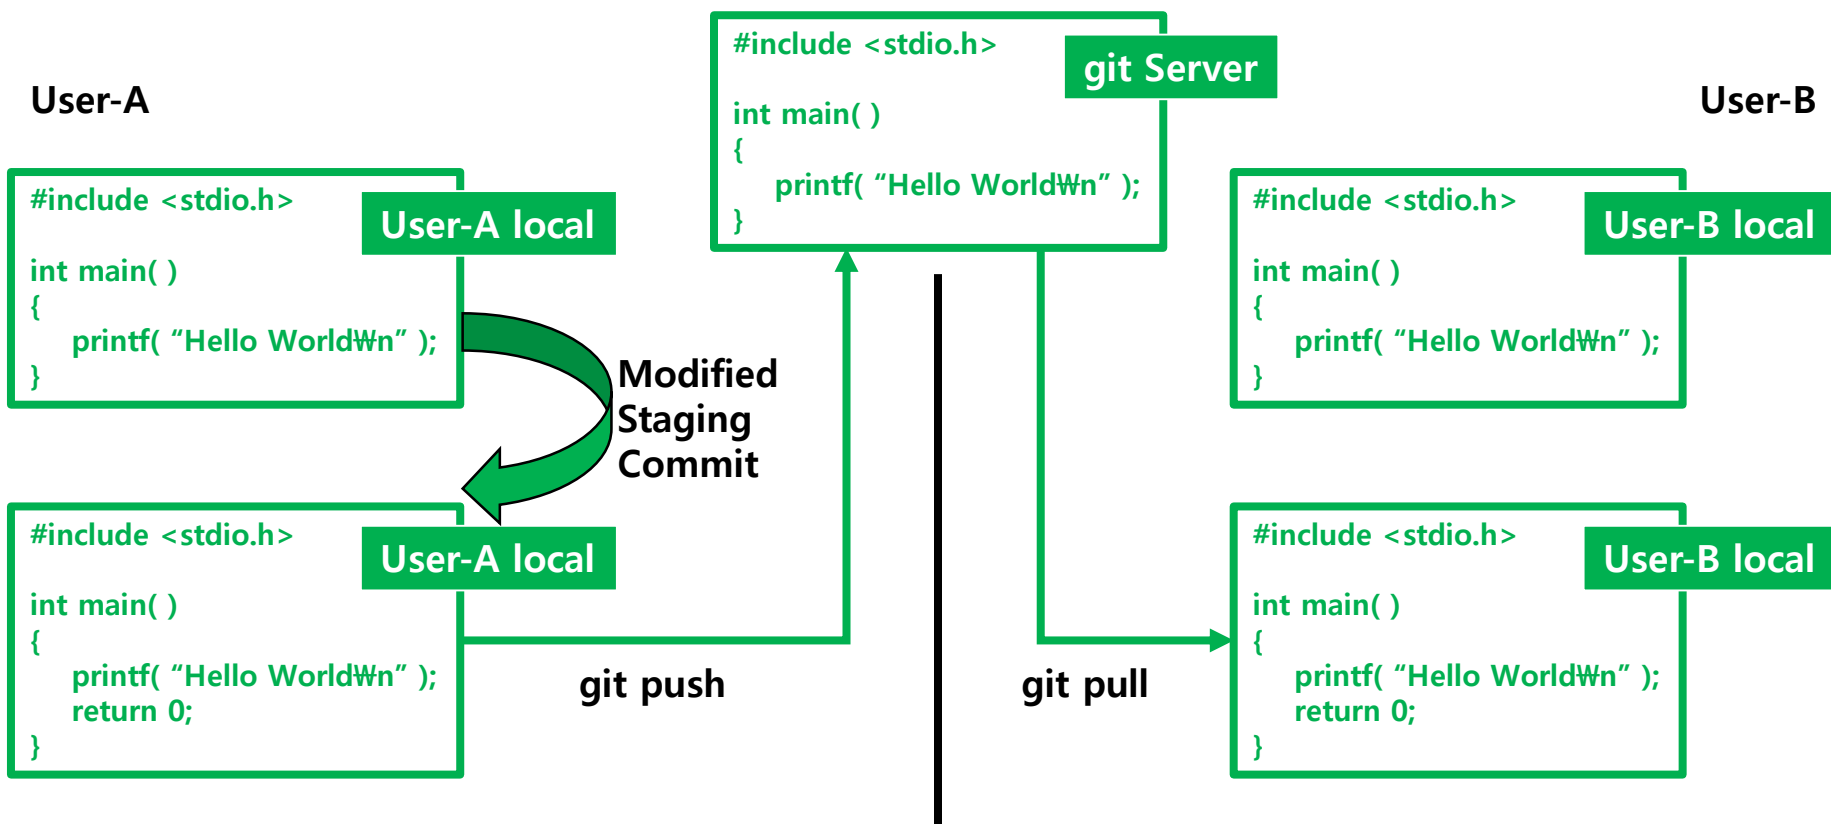 User-A
#include <stdio.h>
User-A local
int main( )
{
printf( “Hello World₩n” );
}
Modified
Staging
Commit
#include <stdio.h>
User-A local
int main( )
{
printf( “Hello World₩n” );
return 0;
}
git push
#include <stdio.h>
git Server
int main( )
{
printf( “Hello World₩n” );
}
git pull
User-B
#include <stdio.h>
User-B local
int main( )
{
printf( “Hello World₩n” );
}
#include <stdio.h>
User-B local
int main( )
{
printf( “Hello World₩n” );
return 0;
}